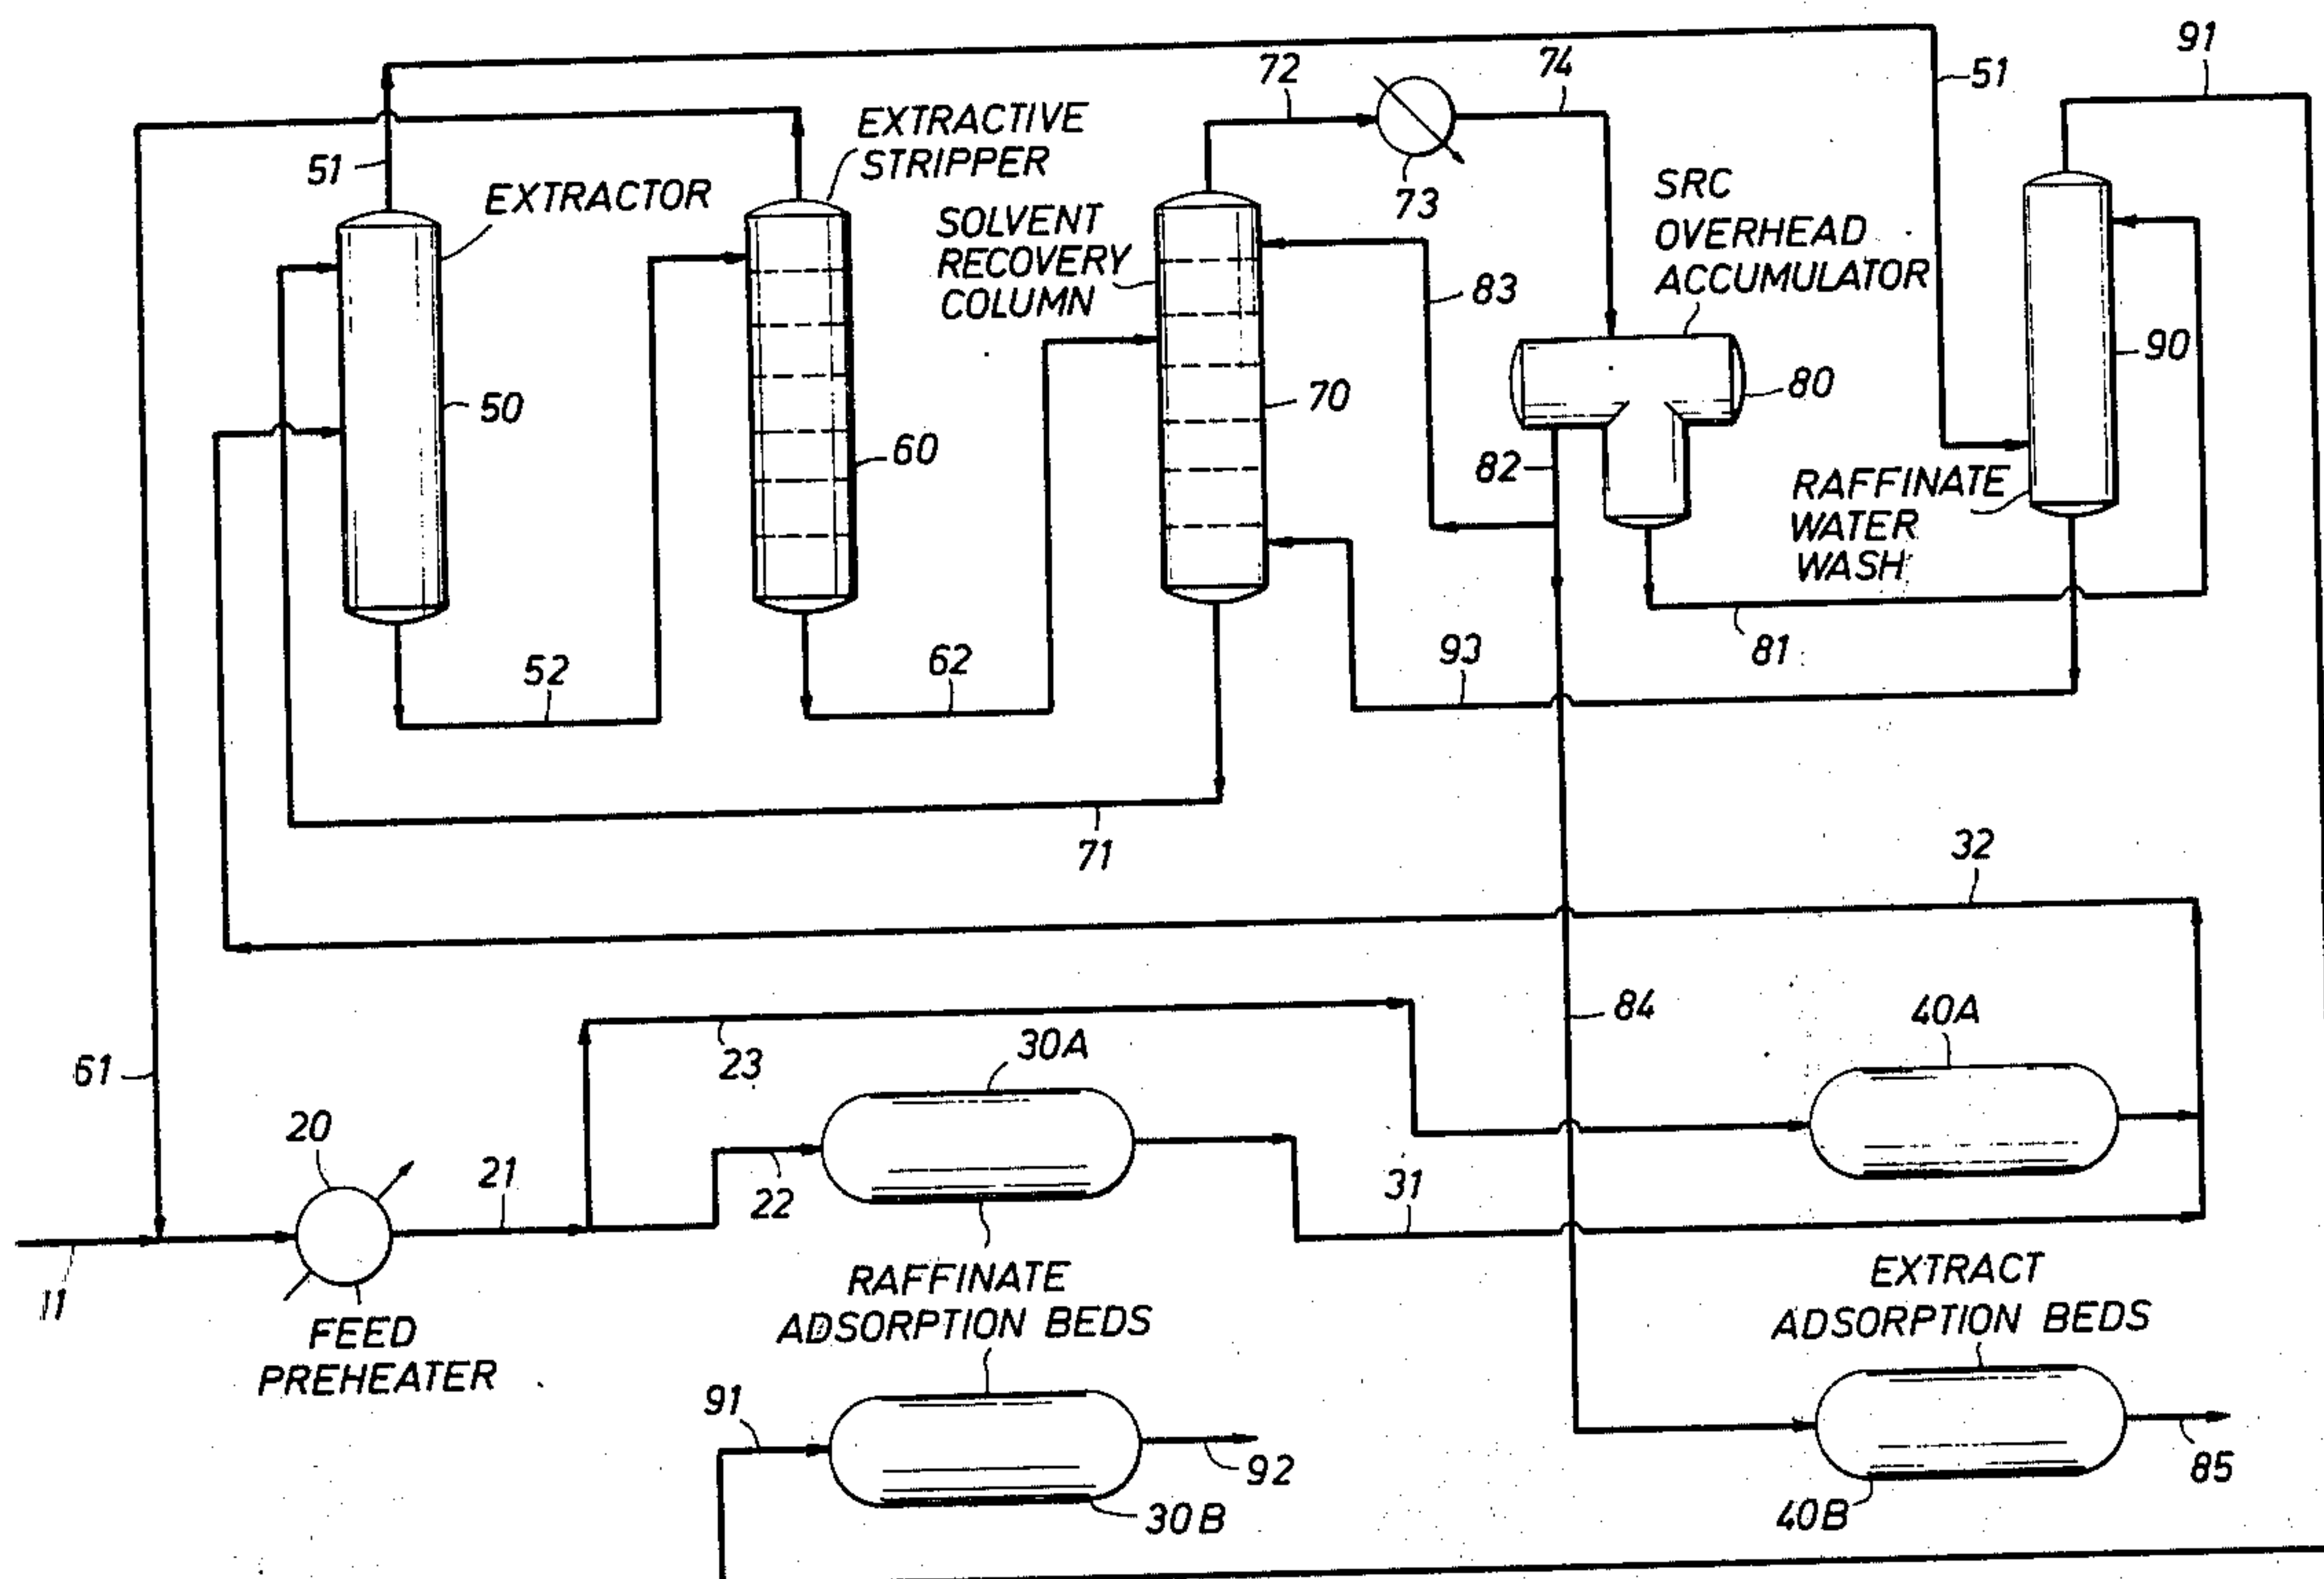 91
72
74
51
EXTRACTIVE
STRIPPER
51
EXTRACTOR
SOLVENT
RECOVERY
COLUMN
73
SRC
OVERHEAD
ACCUMULATOR
83
90
80
50
70
60
82
RAFFINATE
WATER
WASH
52
62
93
81
71
32
61
23
30A
84
40A
20
21
22
31
11
FEED
PREHEATER
RAFFINATE
ADSORPTION BEDS
EXTRACT
ADSORPTION BEDS
91
92
30B
85
40B